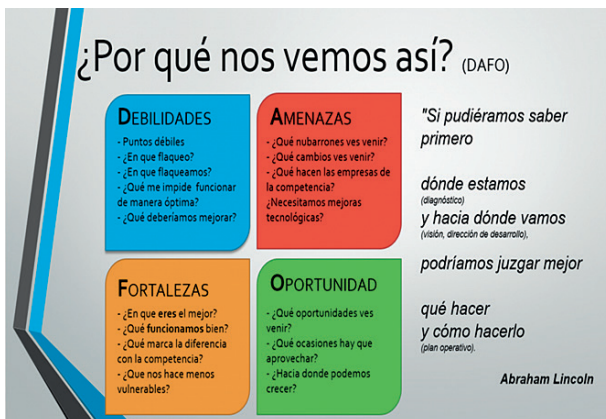 ¿Por qué nos vemos así? (DAFO)
DEBILIDADES
- Puntos débiles
- ¿En que flaqueo?
- ¿En que flaqueamos?
- ¿Qué me impide funcionar
de manera óptima?
- ¿Qué deberíamos mejorar?
AMENAZAS
- ¿Qué nubarrones ves venir?
- ¿Qué cambios ves venir?
- ¿Qué hacen las empresas de
la competencia?
¿Necesitamos mejoras
tecnológicas?
FORTALEZAS
- ¿En que eres el mejor?
- ¿Qué funcionamos bien?
- ¿Qué marca la diferencia
con la competencia?
- ¿Que nos hace menos
vulnerables?
OPORTUNIDAD
- ¿Qué oportunidades ves
venir?
- ¿Qué ocasiones hay que
aprovechar?
- ¿Hacia donde podemos
crecer?
"Si pudiéramos saber
primero
dónde estamos
(diagnóstico)
y hacia dónde vamos
(visión, dirección de desarrollo),
podríamos juzgar mejor
qué hacer
y cómo hacerlo
(plan operativo).
Abraham Lincoln